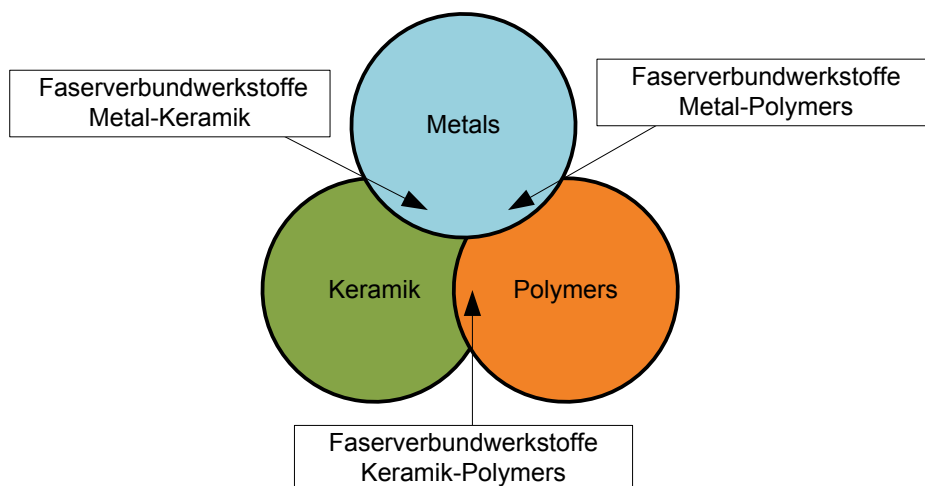 Faserverbundwerkstoffe
Metal-Keramik
Faserverbundwerkstoffe
Metal-Polymers
Metals
Keramik
Polymers
Faserverbundwerkstoffe
Keramik-Polymers